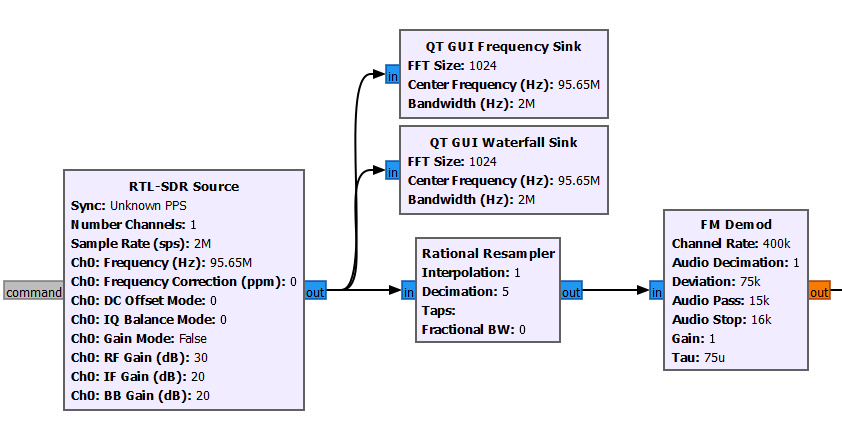 QT GUI Frequency Sink
FFT Size: 1024
Center Frequency (Hz): 95.65M
Bandwidth (Hz): 2M
in
QT GUI Waterfall Sink
FFT Size: 1024
Center Frequency (Hz): 95.65M
Bandwidth (Hz): 2M
in
RTL-SDR Source
Sync: Unknown PPS
Number Channels: 1
Sample Rate (sps): 2M
Ch0: Frequency (Hz): 95.65M
Ch0: Frequency Correction (ppm): 0
Ch0: DC Offset Mode: 0
Ch0: IQ Balance Mode: 0
Ch0: Gain Mode: False
Ch0: RF Gain (dB): 30
Ch0: IF Gain (dB): 20
Ch0: BB Gain (dB): 20
command
out
Rational Resampler
Interpolation: 1
Decimation: 5
Taps:
Fractional BW: 0
in
out
FM Demod
Channel Rate: 400k
Audio Decimation: 1
Deviation: 75k
Audio Pass: 15k
Audio Stop: 16k
Gain: 1
Tau: 75u
in
out